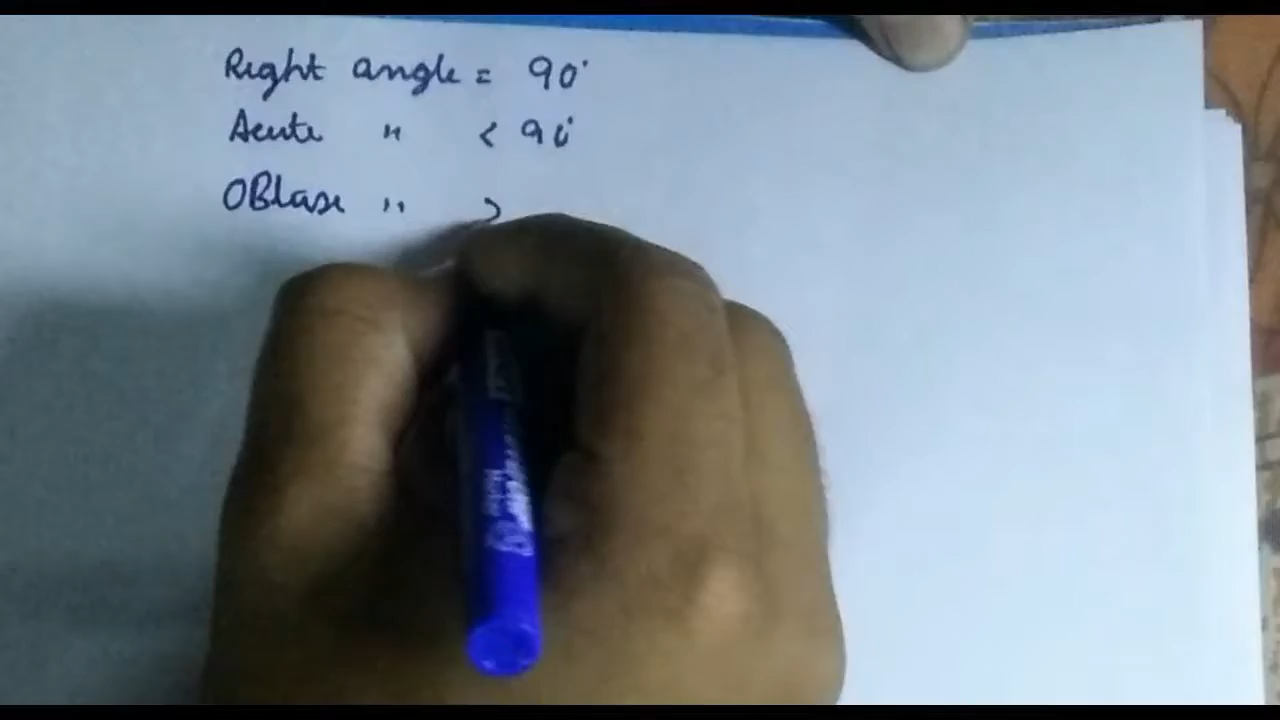 Right angle = 90°
Acute " < 90°
OBlase " >